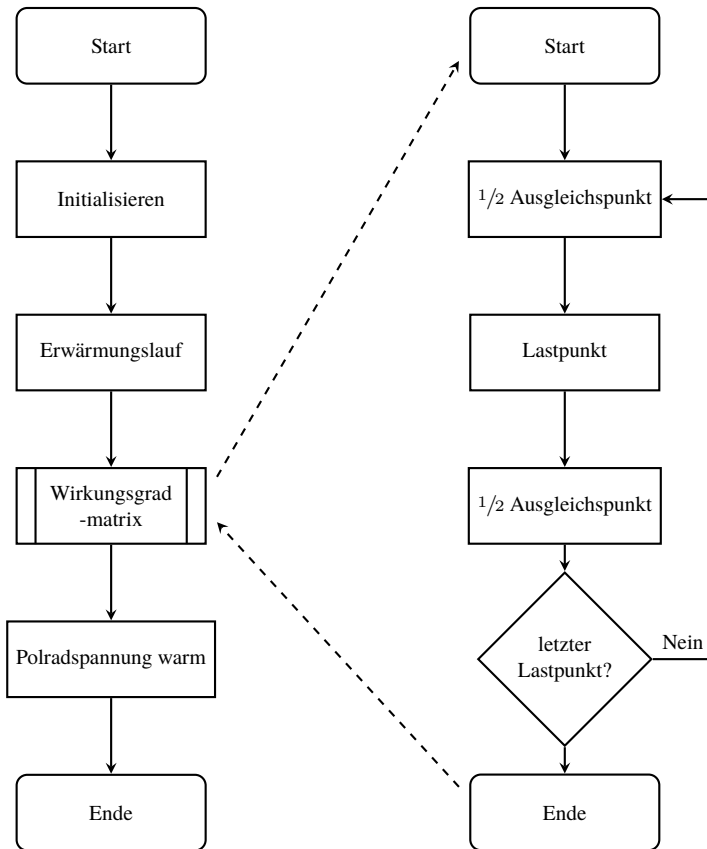 Start
Initialisieren
Erwärmungslauf
Wirkungsgrad
-matrix
Polradspannung warm
Ende
Start
1/2 Ausgleichspunkt
Lastpunkt
1/2 Ausgleichspunkt
letzter
Lastpunkt?
Nein
Ende